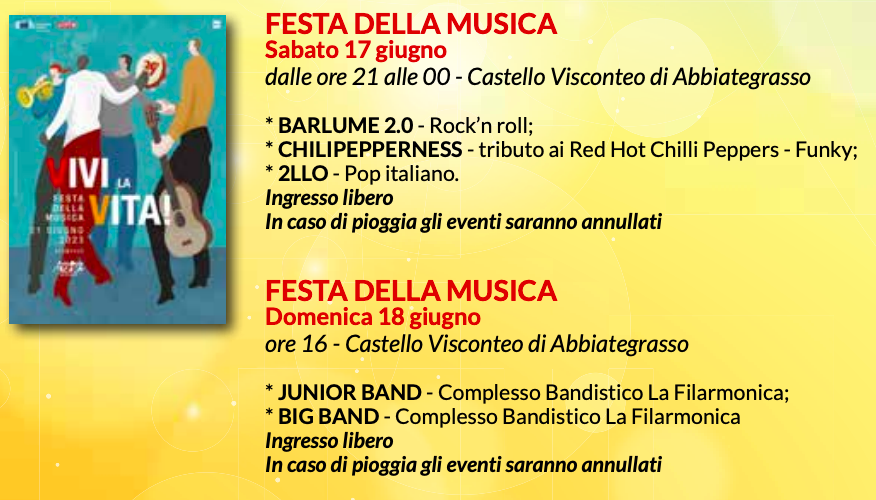 FESTA DELLA MUSICA
Sabato 17 giugno
dalle ore 21 alle 00 - Castello Visconteo di Abbiategrasso
* BARLUME 2.0 - Rock’n roll;
* CHILIPEPPERNESS - tributo ai Red Hot Chilli Peppers - Funky;
* 2LLO - Pop italiano.
Ingresso libero
In caso di pioggia gli eventi saranno annullati
FESTA DELLA MUSICA
Domenica 18 giugno
ore 16 - Castello Visconteo di Abbiategrasso
* JUNIOR BAND - Complesso Bandistico La Filarmonica;
* BIG BAND - Complesso Bandistico La Filarmonica
Ingresso libero
In caso di pioggia gli eventi saranno annullati
VIVI LA
FESTA
DELLA
MUSICA
VITA!
21 GIUGNO
2023